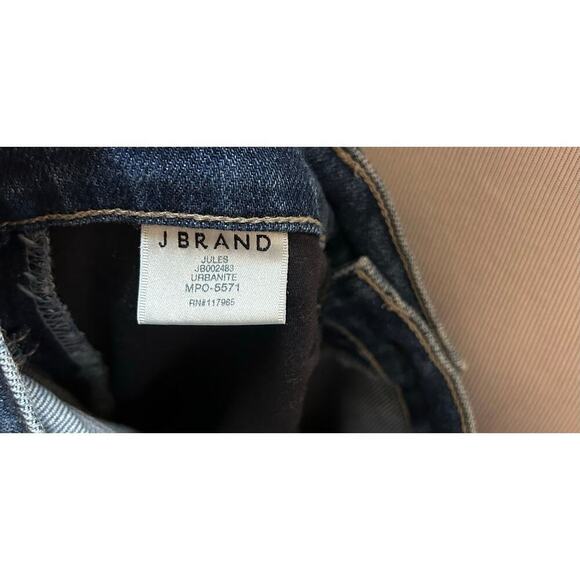 J BRAND
JULES
JB002483
URBANITE
MPO-5571
RN#117965